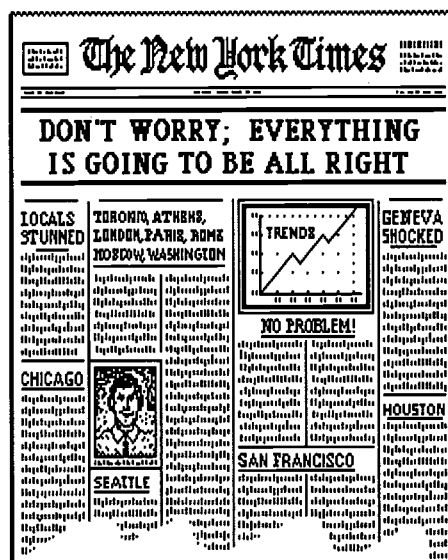 The New York Times
DON'T WORRY; EVERYTHING
IS GOING TO BE ALL RIGHT
LOCALS
STUNNED
CHICAGO
TORONTO, ATHENS,
LONDON, PARIS, ROME
MOSCOW, WASHINGTON
SEATTLE
TRENDS
NO PROBLEM!
SAN FRANCISCO
GENEVA
SHOCKED
HOUSTON